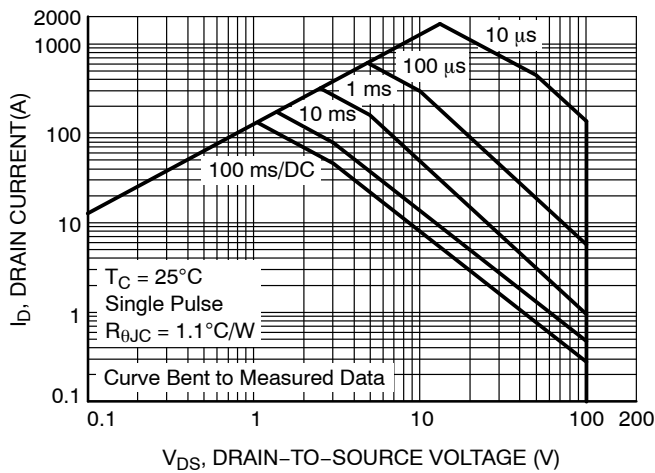 2000
1000
100
10
1
0.1
I_D, DRAIN CURRENT(A)
10 µs
100 µs
1 ms
10 ms
100 ms/DC
T_C = 25°C
Single Pulse
R_θJC = 1.1°C/W
Curve Bent to Measured Data
0.1
1
10
100
200
V_DS, DRAIN−TO−SOURCE VOLTAGE (V)